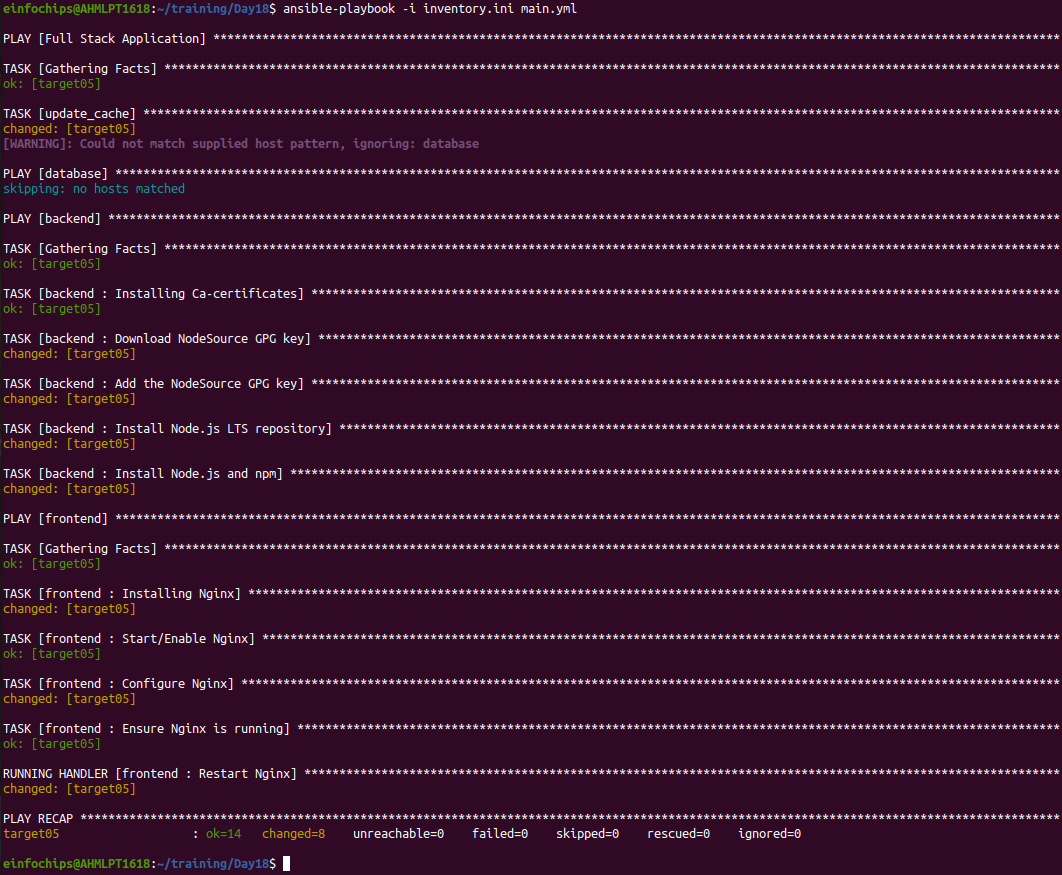 einfochips@AHMLPT1618:~/training/Day18$ ansible-playbook -i inventory.ini main.yml
PLAY [Full Stack Application] *************************************************************************************************************************
TASK [Gathering Facts] ********************************************************************************************************************************
ok: [target05]
TASK [update_cache] ***********************************************************************************************************************************
changed: [target05]
[WARNING]: Could not match supplied host pattern, ignoring: database
PLAY [database] ***************************************************************************************************************************************
skipping: no hosts matched
PLAY [backend] ****************************************************************************************************************************************
TASK [Gathering Facts] ********************************************************************************************************************************
ok: [target05]
TASK [backend : Installing Ca-certificates] ***********************************************************************************************************
ok: [target05]
TASK [backend : Download NodeSource GPG key] **********************************************************************************************************
changed: [target05]
TASK [backend : Add the NodeSource GPG key] ***********************************************************************************************************
changed: [target05]
TASK [backend : Install Node.js LTS repository] *******************************************************************************************************
changed: [target05]
TASK [backend : Install Node.js and npm] **************************************************************************************************************
changed: [target05]
PLAY [frontend] ***************************************************************************************************************************************
TASK [Gathering Facts] ********************************************************************************************************************************
ok: [target05]
TASK [frontend : Installing Nginx] ********************************************************************************************************************
changed: [target05]
TASK [frontend : Start/Enable Nginx] ******************************************************************************************************************
ok: [target05]
TASK [frontend : Configure Nginx] *********************************************************************************************************************
changed: [target05]
TASK [frontend : Ensure Nginx is running] *************************************************************************************************************
ok: [target05]
RUNNING HANDLER [frontend : Restart Nginx] ************************************************************************************************************
changed: [target05]
PLAY RECAP ********************************************************************************************************************************************
target05                   : ok=14   changed=8    unreachable=0    failed=0    skipped=0    rescued=0    ignored=0
einfochips@AHMLPT1618:~/training/Day18$